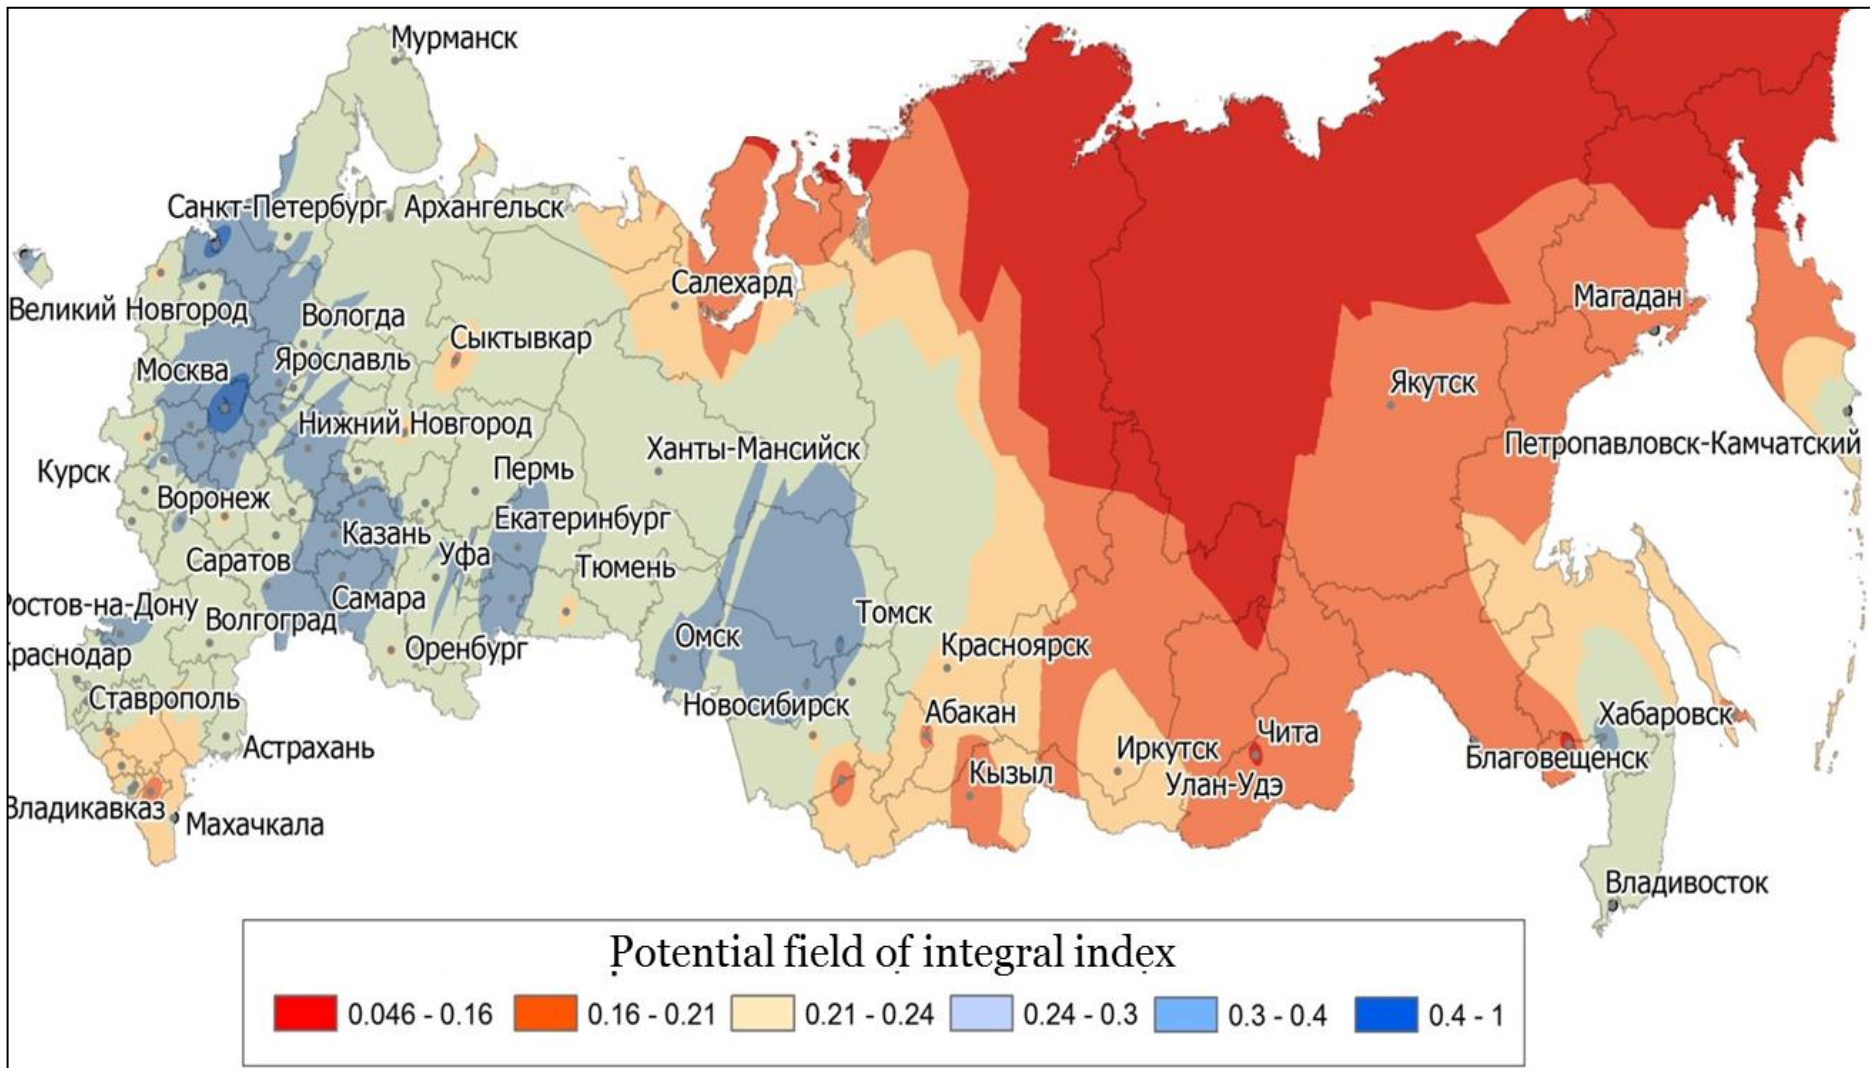 Мурманск
Санкт-Петербург
Архангельск
Салехард
Великий Новгород
Вологда
Магадан
Сыктывкар
Москва
Ярославль
Якутск
Нижний Новгород
Ханты-Мансийск
Петропавловск-Камчатский
Курск
Пермь
Воронеж
Екатеринбург
Казань
Уфа
Саратов
Тюмень
Ростов-на-Дону
Самара
Волгоград
Томск
Омск
Краснодар
Оренбург
Красноярск
Ставрополь
Новосибирск
Абакан
Хабаровск
Астрахань
Иркутск
Чита
Благовещенск
Кызыл
Улан-Удэ
Владикавказ
Махачкала
Владивосток
Potential field of integral index
0.046 - 0.16
0.16 - 0.21
0.21 - 0.24
0.24 - 0.3
0.3 - 0.4
0.4 - 1